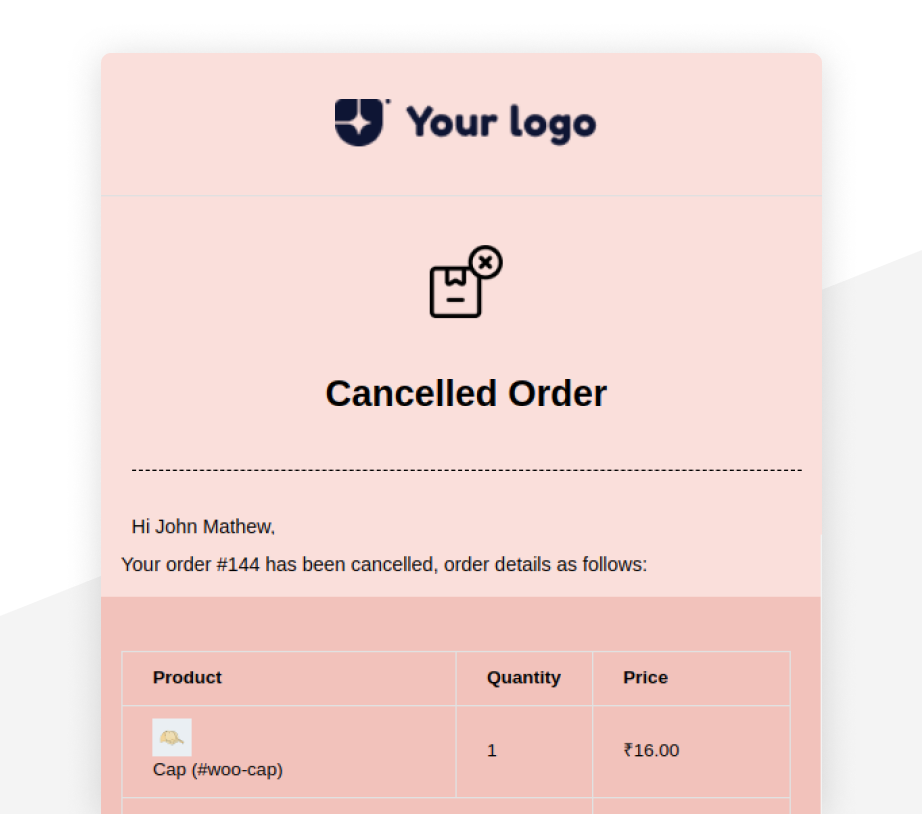 Your logo
Cancelled Order
Hi John Mathew,
Your order #144 has been cancelled, order details as follows:
Product Quantity Price
Cap (#woo-cap) 1 ₹16.00